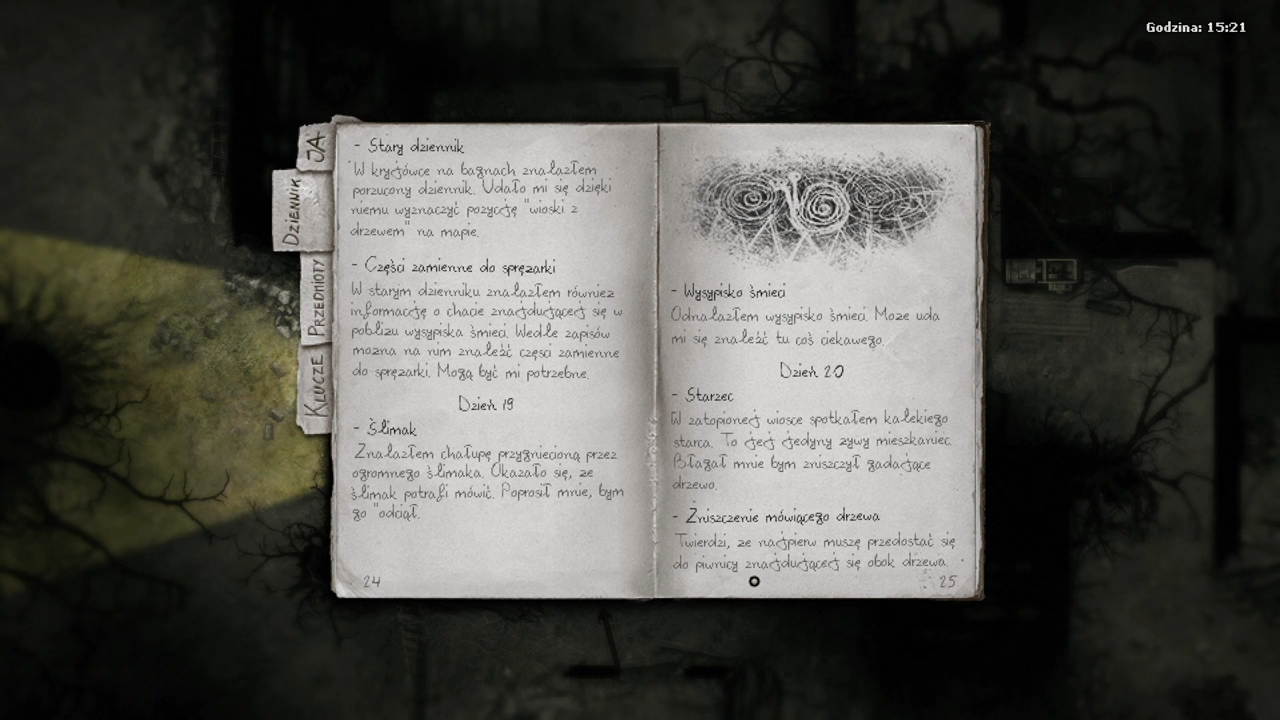 Godzina: 15:21
JA
DZIENNIK
PRZEDMIOTY
KLUCZE
- Stary dziennik
W kryjówce na bagnach znalazłem
porzucony dziennik. Udało mi się dzięki
niemu wyznaczyć pozycję "wioski z
drzewem" na mapie.
- Części zamienne do sprężarki
W starym dzienniku znalazłem również
informację o chacie znajdującej się w
pobliżu wysypiska śmieci. Wedle zapisów
można na nim znaleźć części zamienne
do sprężarki. Mogą być mi potrzebne.
Dzień 19
- Ślimak
Znalazłem chałupę przygniecioną przez
ogromnego ślimaka. Okazało się, że
ślimak potrafi mówić. Poprosił mnie, bym
go "odciął.
24
- Wysypisko śmieci
Odnalazłem wysypisko śmieci. Może uda
mi się znaleźć tu coś ciekawego.
Dzień 20
- Starzec
W zatopionej wiosce spotkałem kalekiego
starca. To jej jedyny żywy mieszkaniec.
Błagał mnie bym zniszczył gadające
drzewo.
- Zniszczenie mówiącego drzewa
Twierdzi, że najpierw muszę przedostać się
do piwnicy znajdującej się obok drzewa.
25